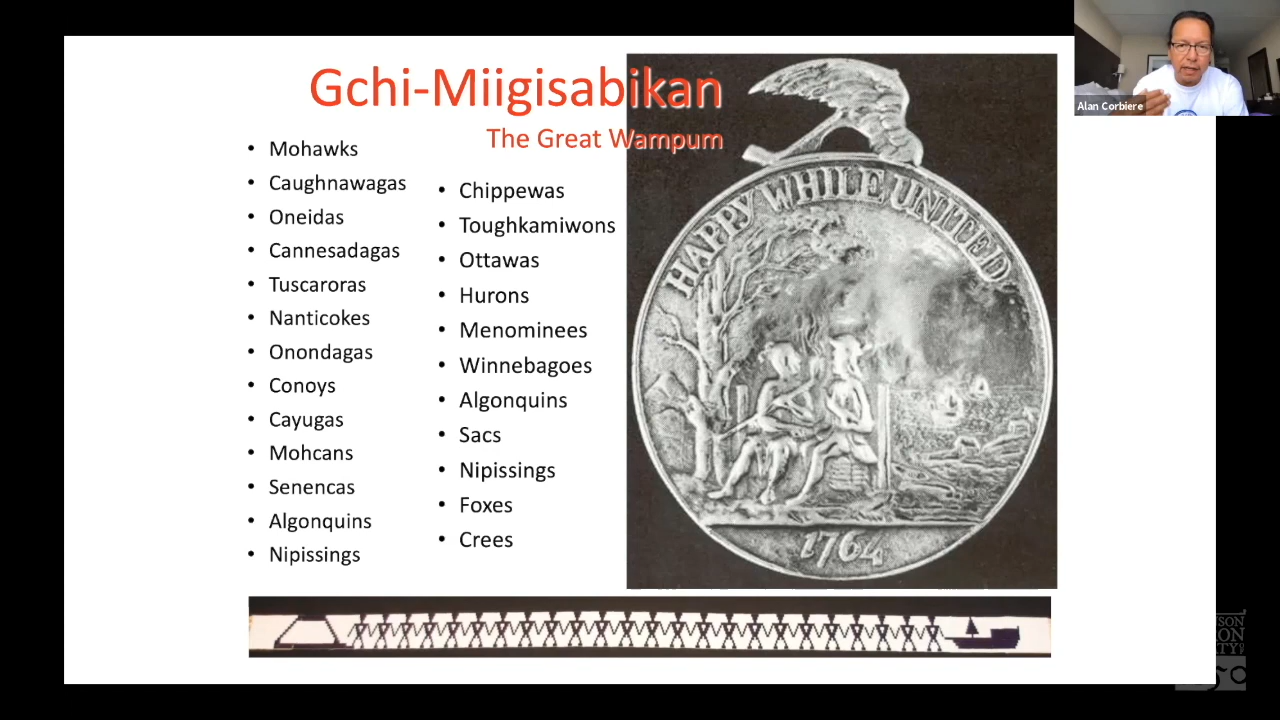 Gchi-Miigisabikan
The Great Wampum
• Mohawks
• Caughnawagas
• Oneidas
• Cannesadagas
• Tuscaroras
• Nanticokes
• Onondagas
• Conoys
• Cayugas
• Mohcans
• Senencas
• Algonquins
• Nipissings
• Chippewas
• Toughkamiwons
• Ottawas
• Hurons
• Menominees
• Winnebagoes
• Algonquins
• Sacs
• Nipissings
• Foxes
• Crees
HAPPY WHILE UNITED
1764
Alan Corbiere